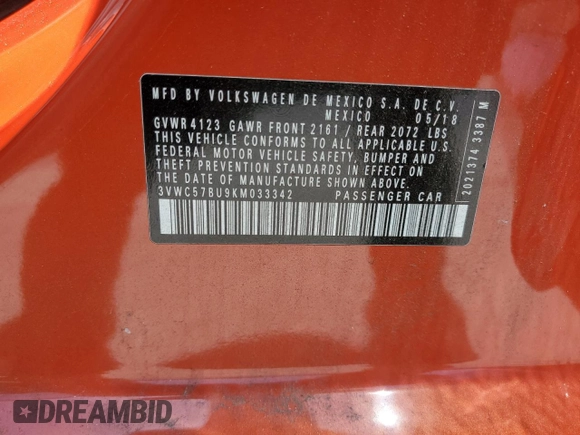 MFD BY VOLKSWAGEN DE MEXICO S.A. DE C.V.
MEXICO 05/18
GVWR 4123 GAWR FRONT 2161 / REAR 2072 LBS
THIS VEHICLE CONFORMS TO ALL APPLICABLE U.S.
FEDERAL MOTOR VEHICLE SAFETY, BUMPER AND
THEFT PREVENTION STANDARDS IN EFFECT ON
THE DATE OF MANUFACTURE SHOWN ABOVE.
3VWC57BU9KM033342 PASSENGER CAR
2021374 3387 M
DREAMBID